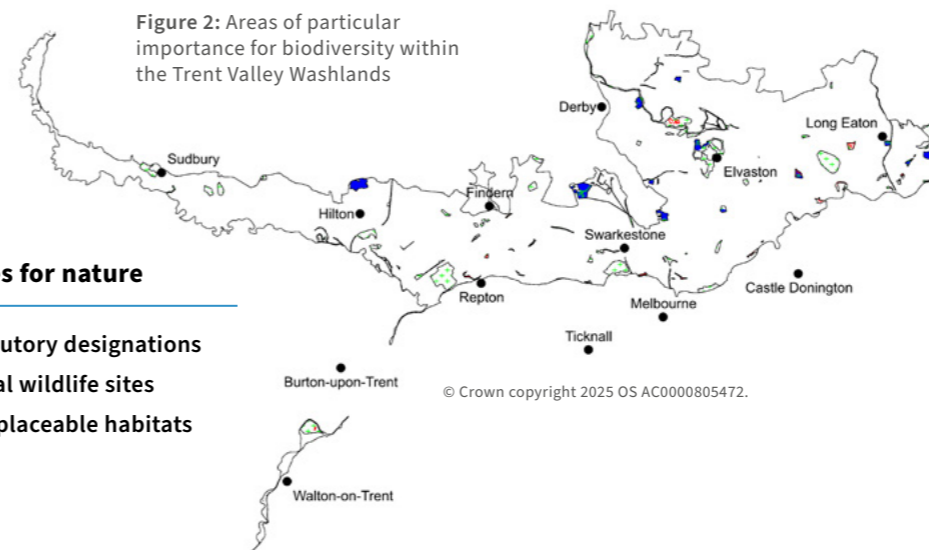 Figure 2: Areas of particular
importance for biodiversity within
the Trent Valley Washlands
Derby
Long Eaton
Sudbury
Elvaston
Findern
Hilton
Swarkestone
s for nature
Castle Donington
Repton
Melbourne
utory designations
Ticknall
al wildlife sites
Burton-upon-Trent
© Crown copyright 2025 OS AC0000805472.
placeable habitats
Walton-on-Trent